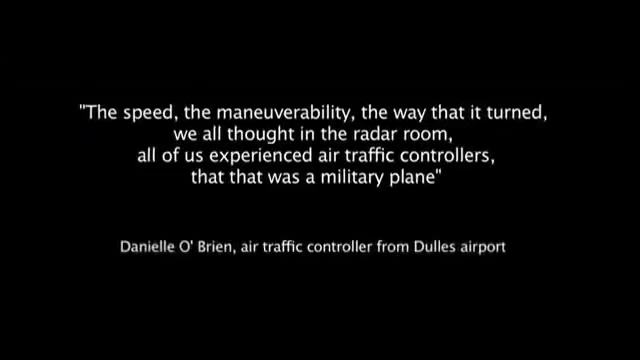 "The speed, the maneuverability, the way that it turned,
we all thought in the radar room,
all of us experienced air traffic controllers,
that that was a military plane"
Danielle O' Brien, air traffic controller from Dulles airport